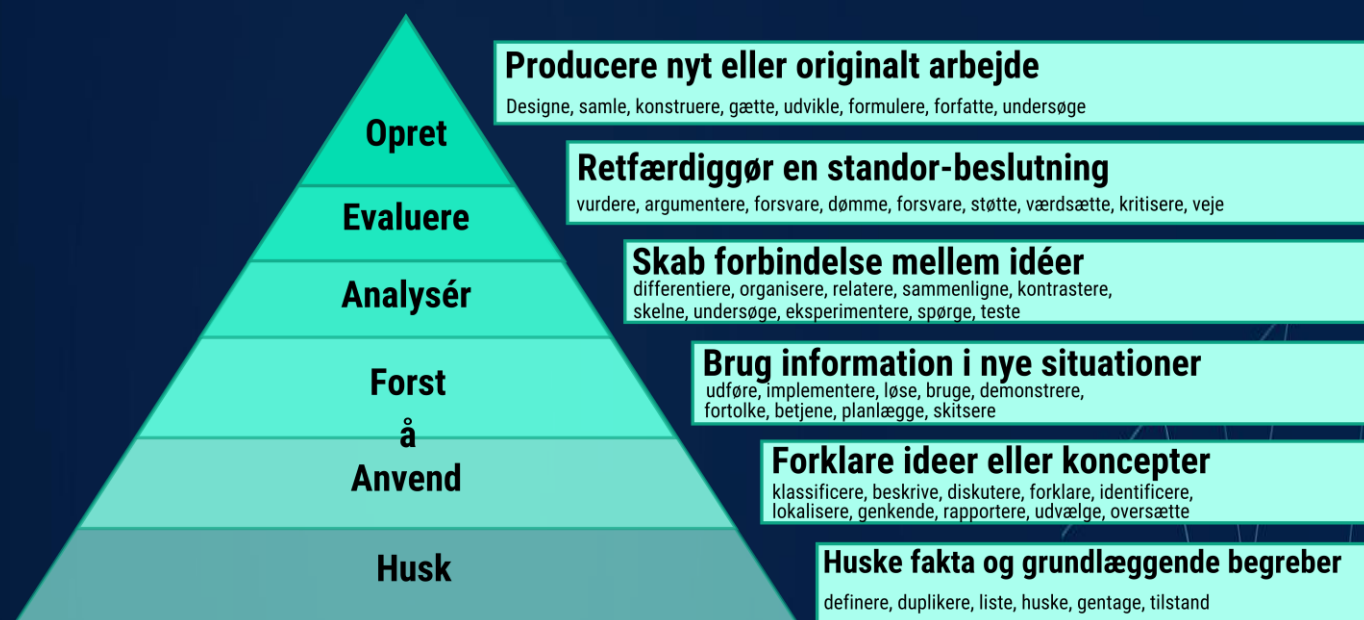 Opret
Evaluere
Analysér
Forst
å
Anvend
Husk
Producere nyt eller originalt arbejde
Designe, samle, konstruere, gætte, udvikle, formulere, forfatte, undersøge
Retfærdiggør en standor-beslutning
vurdere, argumentere, forsvare, dømme, forsvare, støtte, værdsætte, kritisere, veje
Skab forbindelse mellem idéer
differentiere, organisere, relatere, sammenligne, kontrastere,
skelne, undersøge, eksperimentere, spørge, teste
Brug information i nye situationer
udføre, implementere, løse, bruge, demonstrere,
fortolke, betjene, planlægge, skitsere
Forklare ideer eller koncepter
klassificere, beskrive, diskutere, forklare, identificere,
lokalisere, genkende, rapportere, udvælge, oversætte
Huske fakta og grundlæggende begreber
definere, duplikere, liste, huske, gentage, tilstand